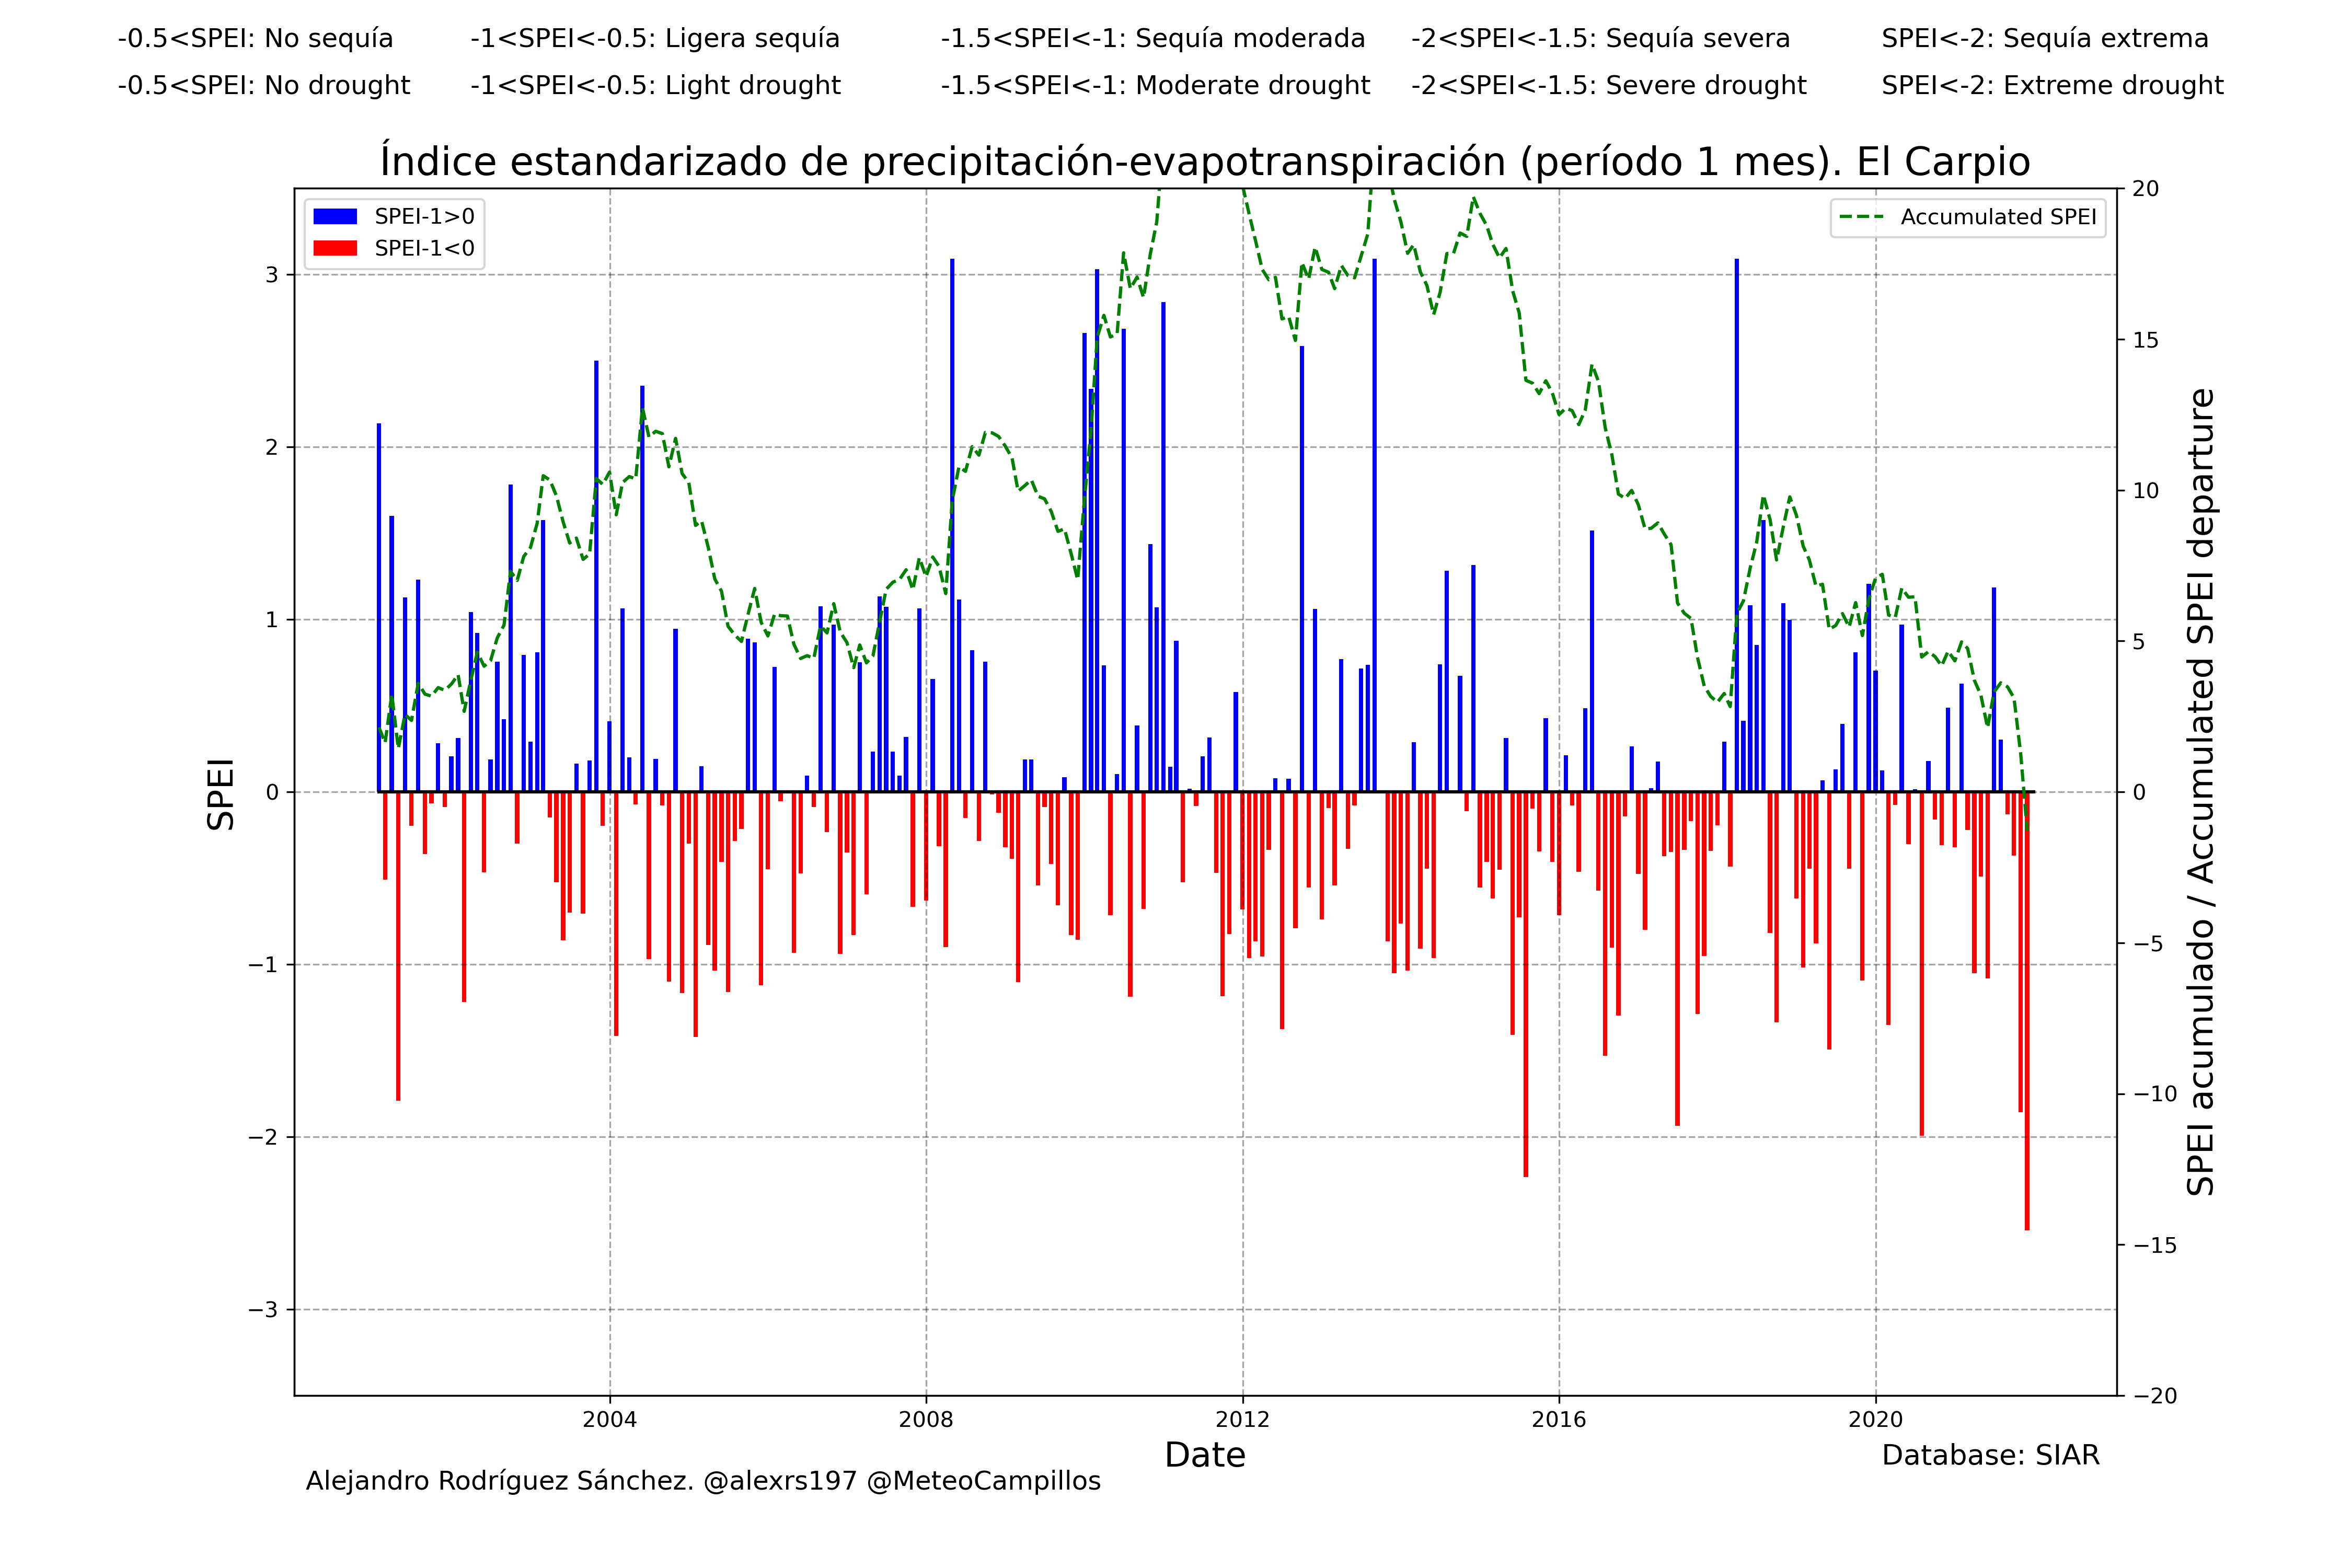 -0.5<SPEI: No sequía -1<SPEI<-0.5: Ligera sequía -1.5<SPEI<-1: Sequía moderada -2<SPEI<-1.5: Sequía severa SPEI<-2: Sequía extrema
-0.5<SPEI: No drought -1<SPEI<-0.5: Light drought -1.5<SPEI<-1: Moderate drought -2<SPEI<-1.5: Severe drought SPEI<-2: Extreme drought
Índice estandarizado de precipitación-evapotranspiración (período 1 mes). El Carpio
SPEI-1>0
SPEI-1<0
Accumulated SPEI
3
2
1
0
−1
−2
−3
SPEI
20
15
10
5
0
−5
−10
−15
−20
SPEI acumulado / Accumulated SPEI departure
2004 2008 2012 2016 2020
Date
Database: SIAR
Alejandro Rodríguez Sánchez. @alexrs197 @MeteoCampillos